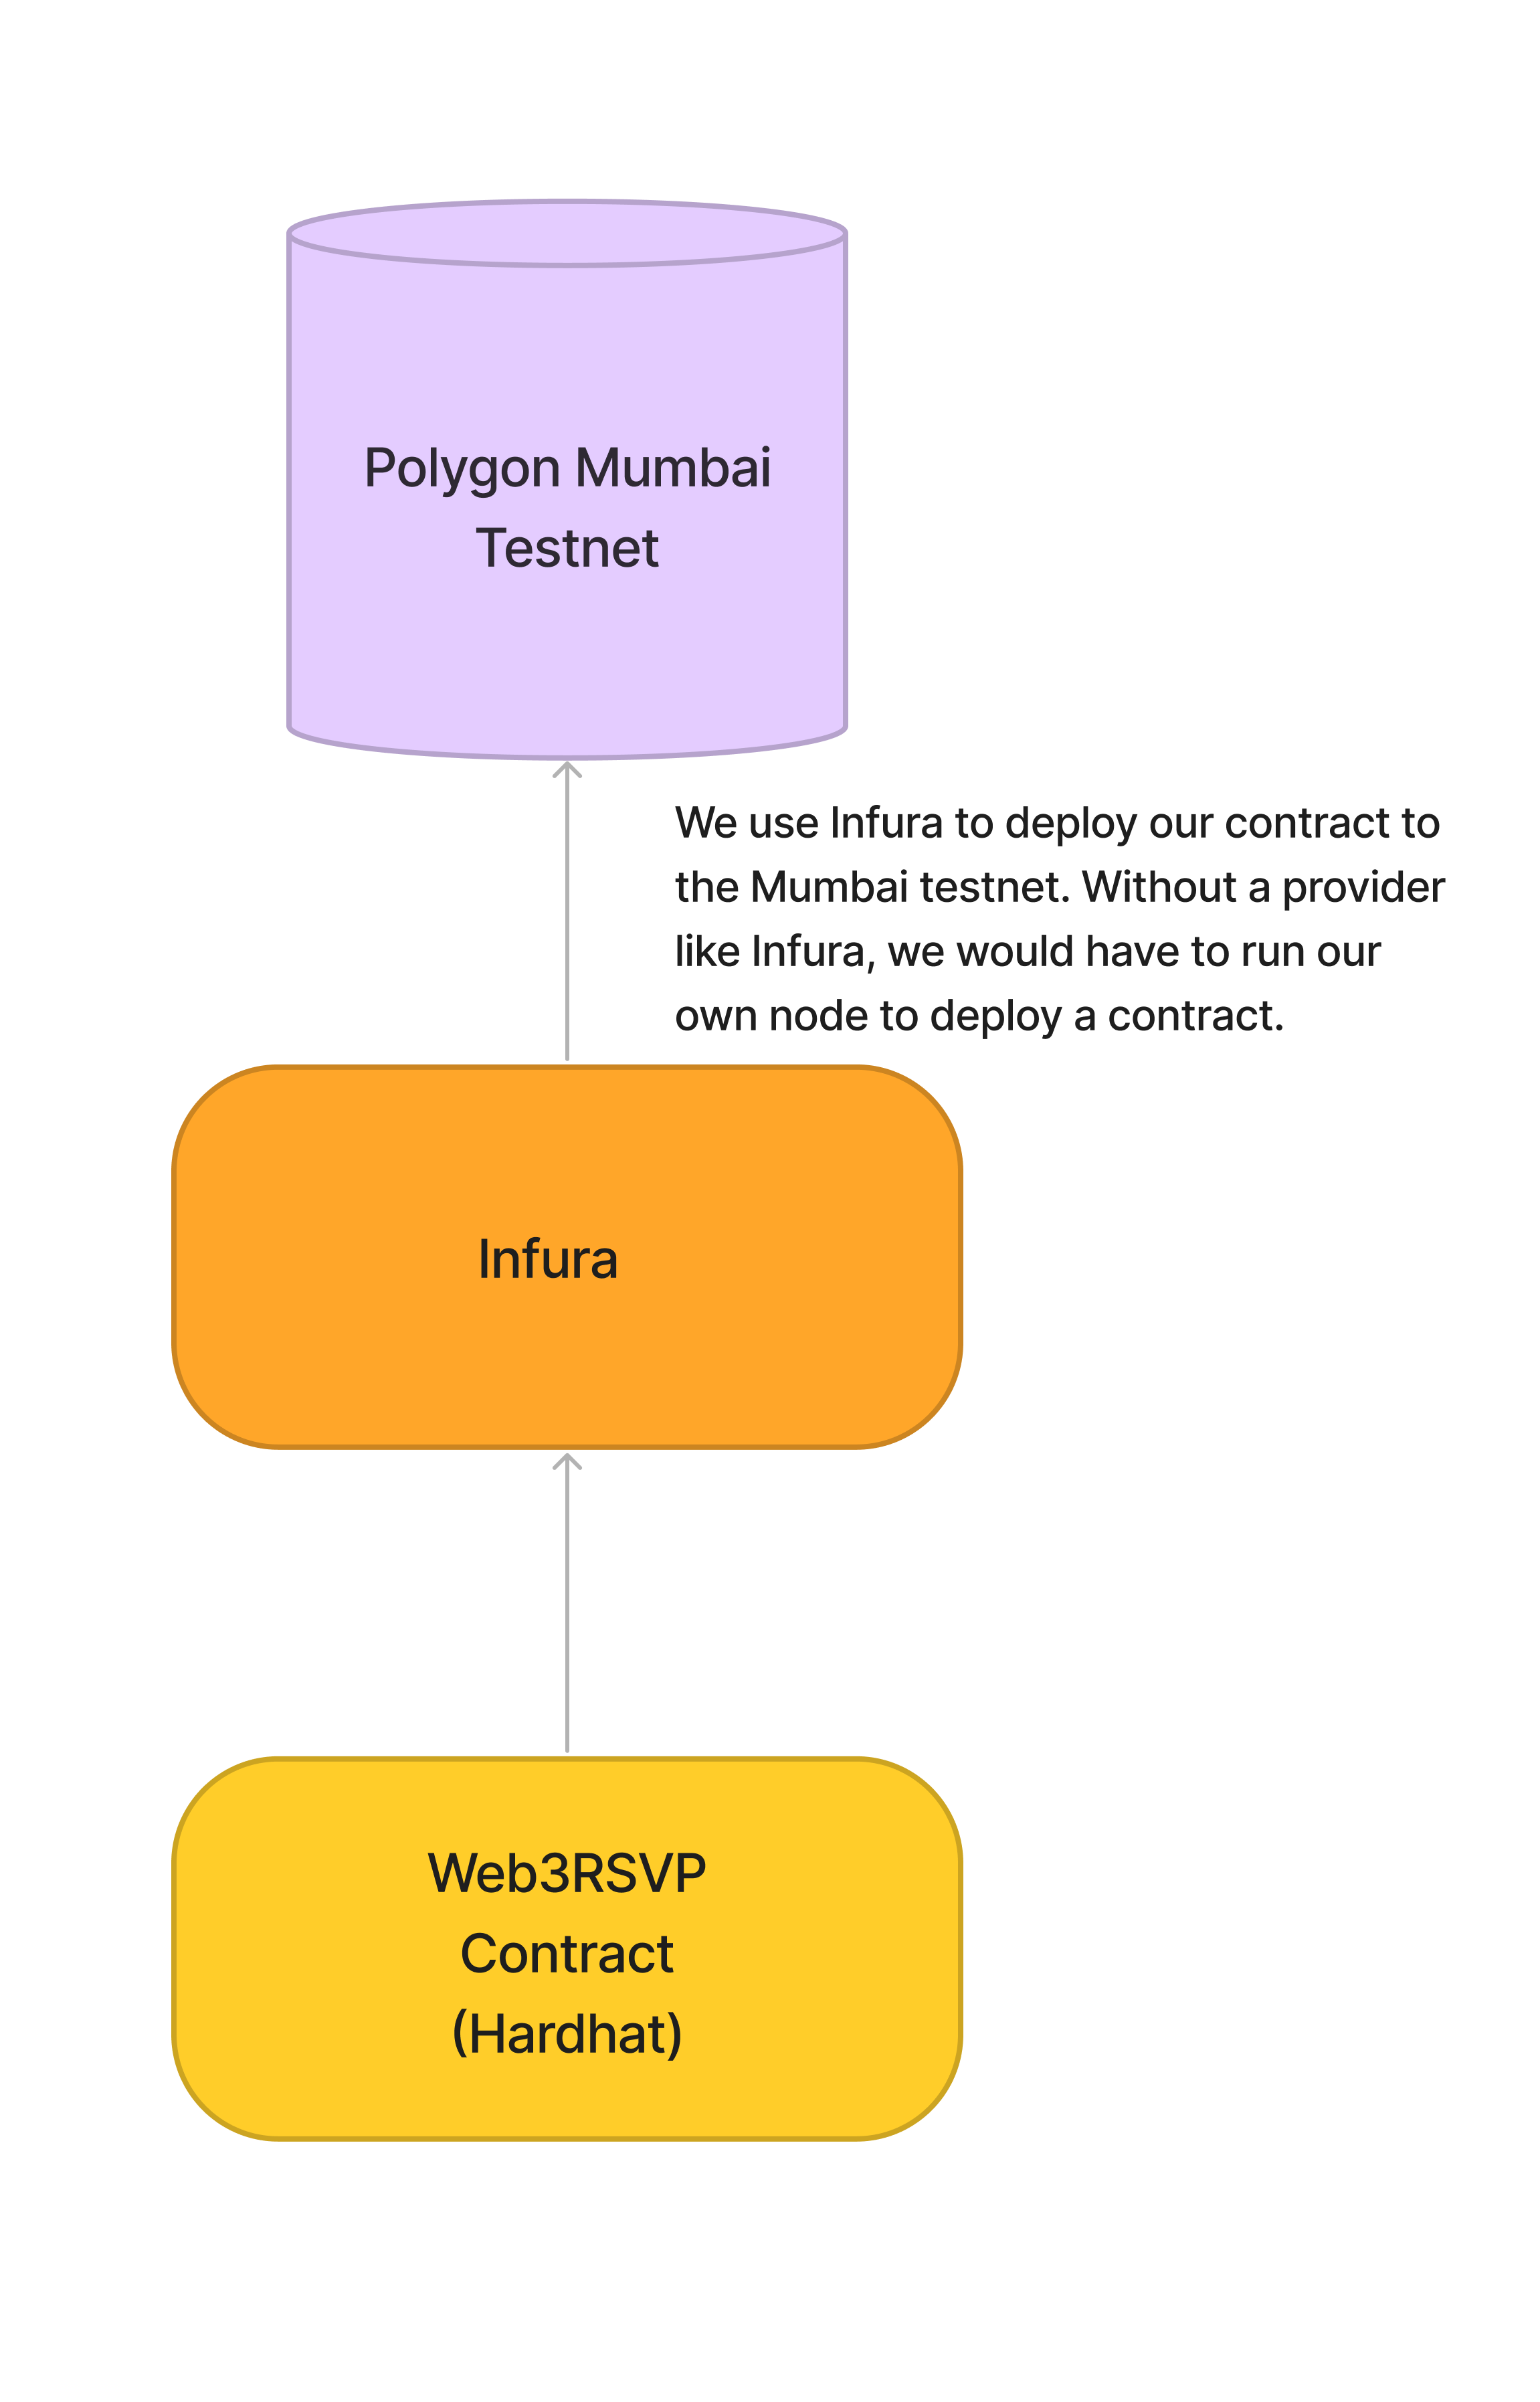 Polygon Mumbai
Testnet
We use Infura to deploy our contract to
the Mumbai testnet. Without a provider
like Infura, we would have to run our
own node to deploy a contract.
Infura
Web3RSVP
Contract
(Hardhat)